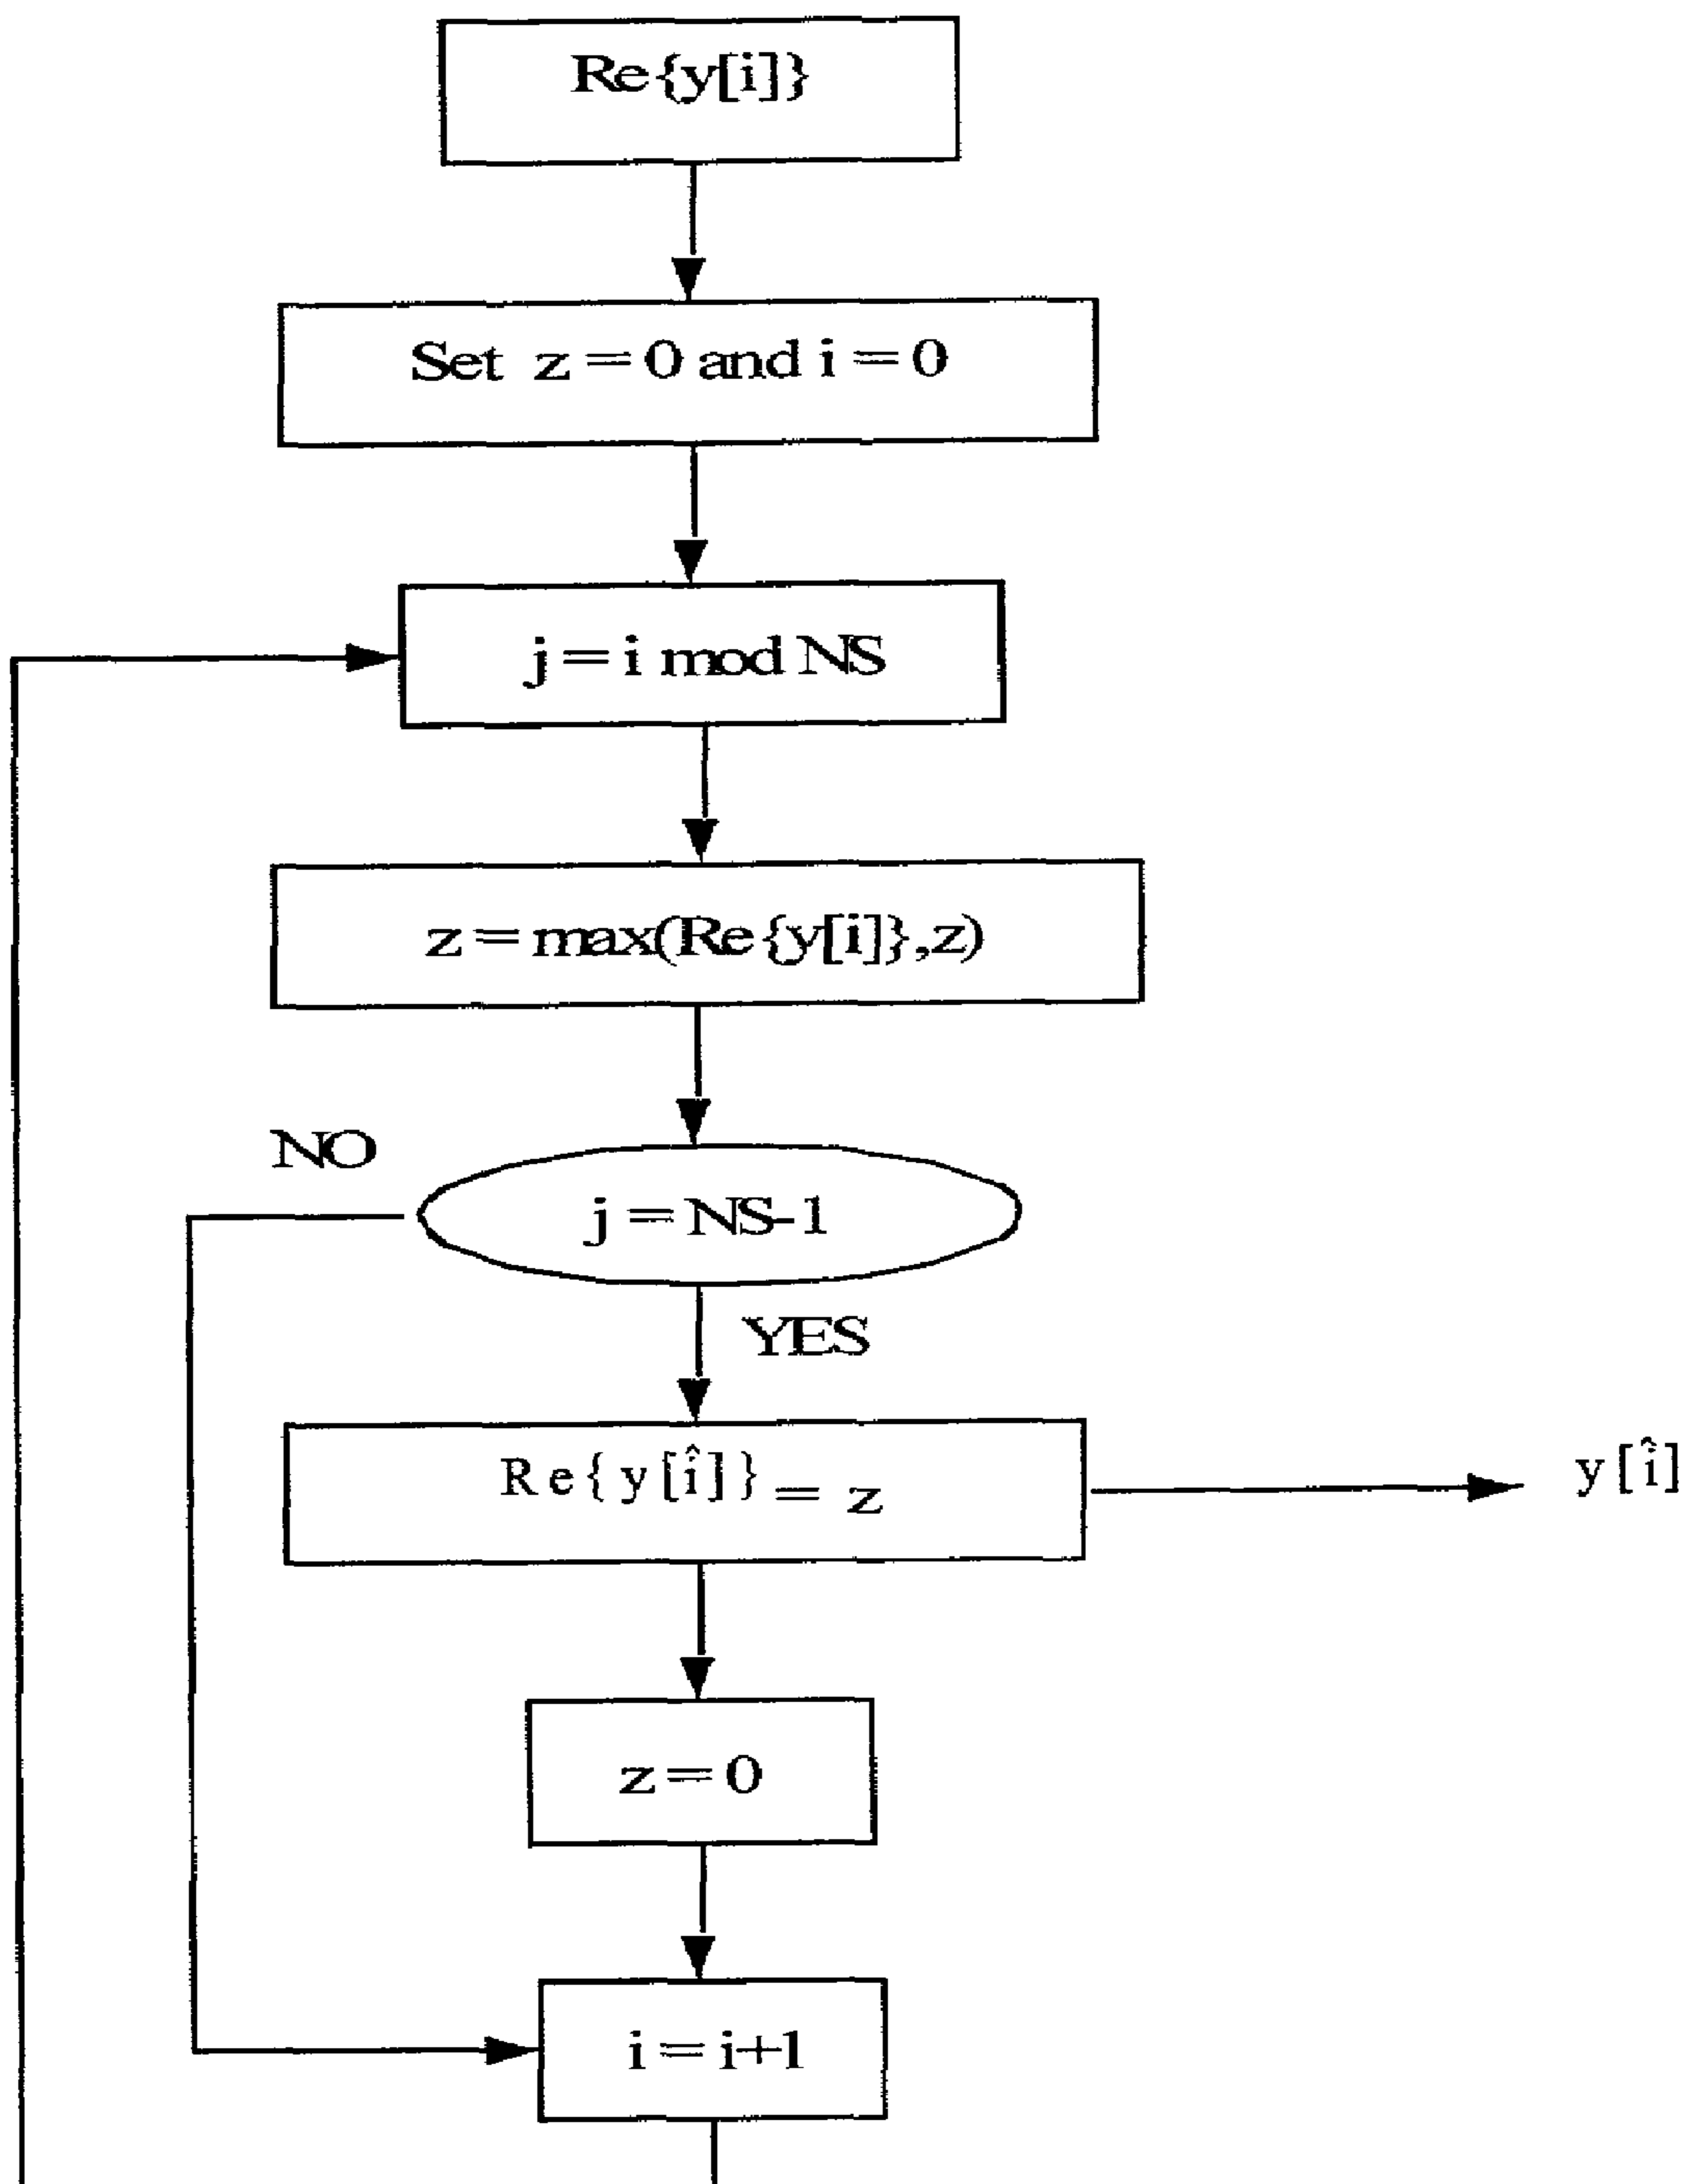 Re{y[i]}
Set z = 0 and i = 0
j = i mod NS
z = max(Re{y[i]},z)
NO
j = NS-1
YES
Re{y[î]} = z
y[î]
z = 0
i = i+1